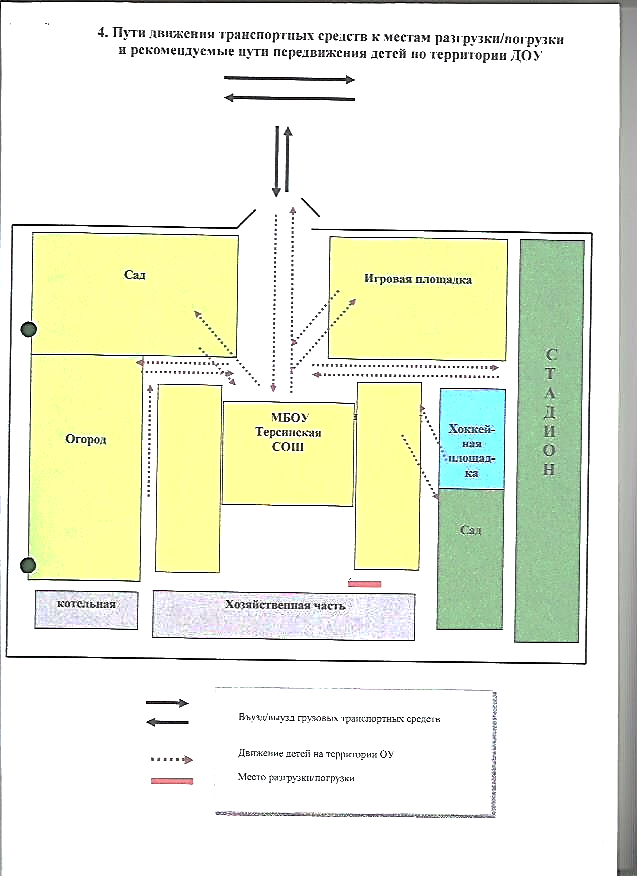 4. Пути движения транспортных средств к местам разгрузки/погрузки
и рекомендуемые пути передвижения детей по территории ДОУ
Сад
Игровая площадка
СТАДИОН
Огород
МБОУ
Терсинская
СОШ
Хоккей-
ная
площад-
ка
Сад
котельная
Хозяйственная часть
Въезд/выезд грузовых транспортных средств
Движение детей на территории ОУ
Место разгрузки/погрузки